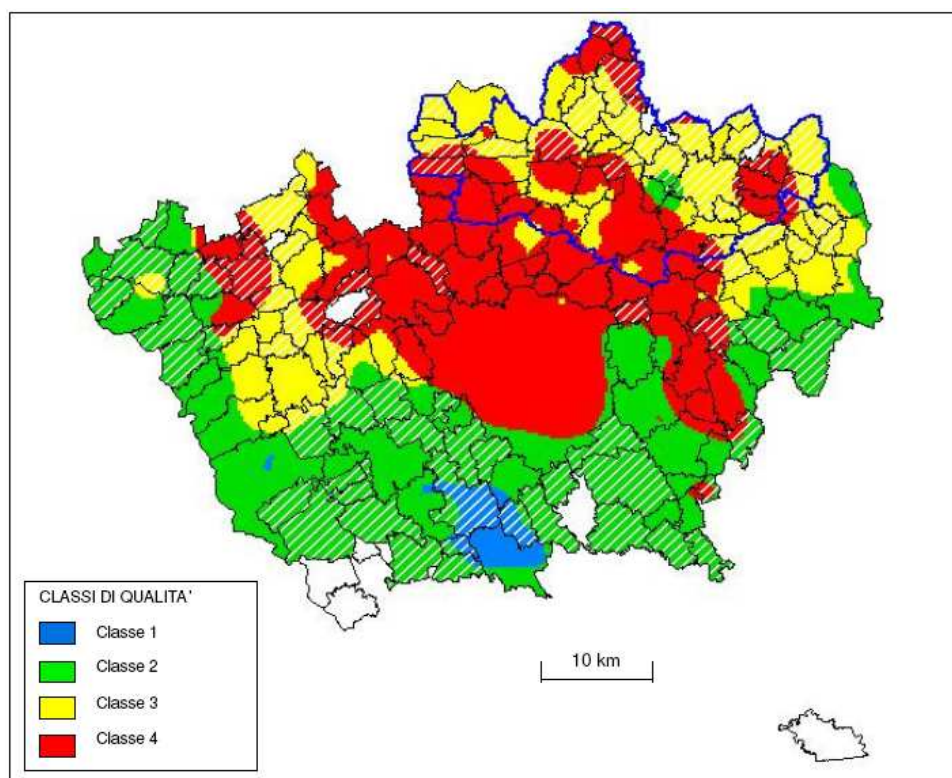 CLASSI DI QUALITA'
Classe 1
Classe 2
Classe 3
Classe 4
10 km